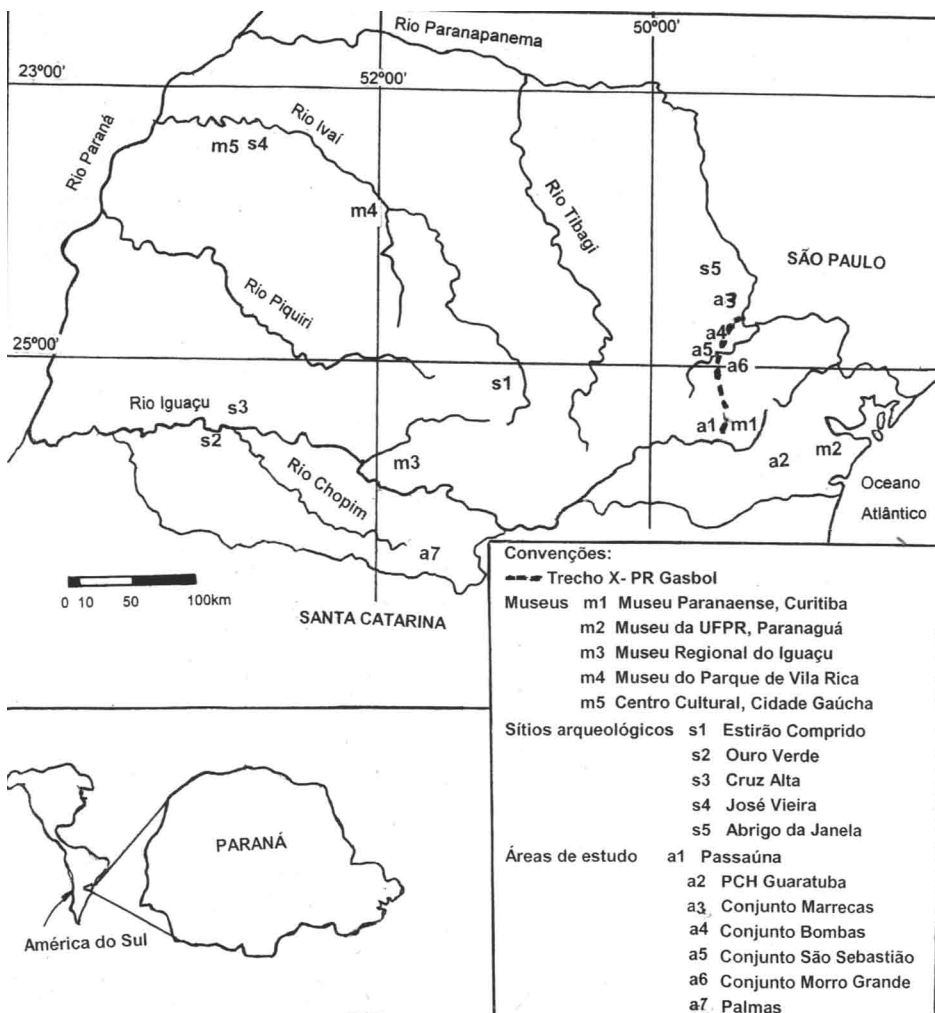 Rio Paranapanema
50º00'
23º00'
52º00'
Rio Ivaí
m5 s4
Rio Paraná
m4
Rio Tibagi
s5
SÃO PAULO
a3
Rio Piquiri
a4
25º00'
a5
a6
s1
Rio Iguaçu
s3
s2
a1
m1
m3
a2
m2
Rio Chopim
Oceano
Atlântico
a7
0 10 50 100km
SANTA CATARINA
Convenções:
Trecho X- PR Gasbol
Museus m1 Museu Paranaense, Curitiba
m2 Museu da UFPR, Paranaguá
m3 Museu Regional do Iguaçu
m4 Museu do Parque de Vila Rica
m5 Centro Cultural, Cidade Gaúcha
Sítios arqueológicos s1 Estirão Comprido
s2 Ouro Verde
s3 Cruz Alta
s4 José Vieira
s5 Abrigo da Janela
Áreas de estudo a1 Passaúna
a2 PCH Guaratuba
a3 Conjunto Marrecas
a4 Conjunto Bombas
a5 Conjunto São Sebastião
a6 Conjunto Morro Grande
a7 Palmas
PARANÁ
América do Sul